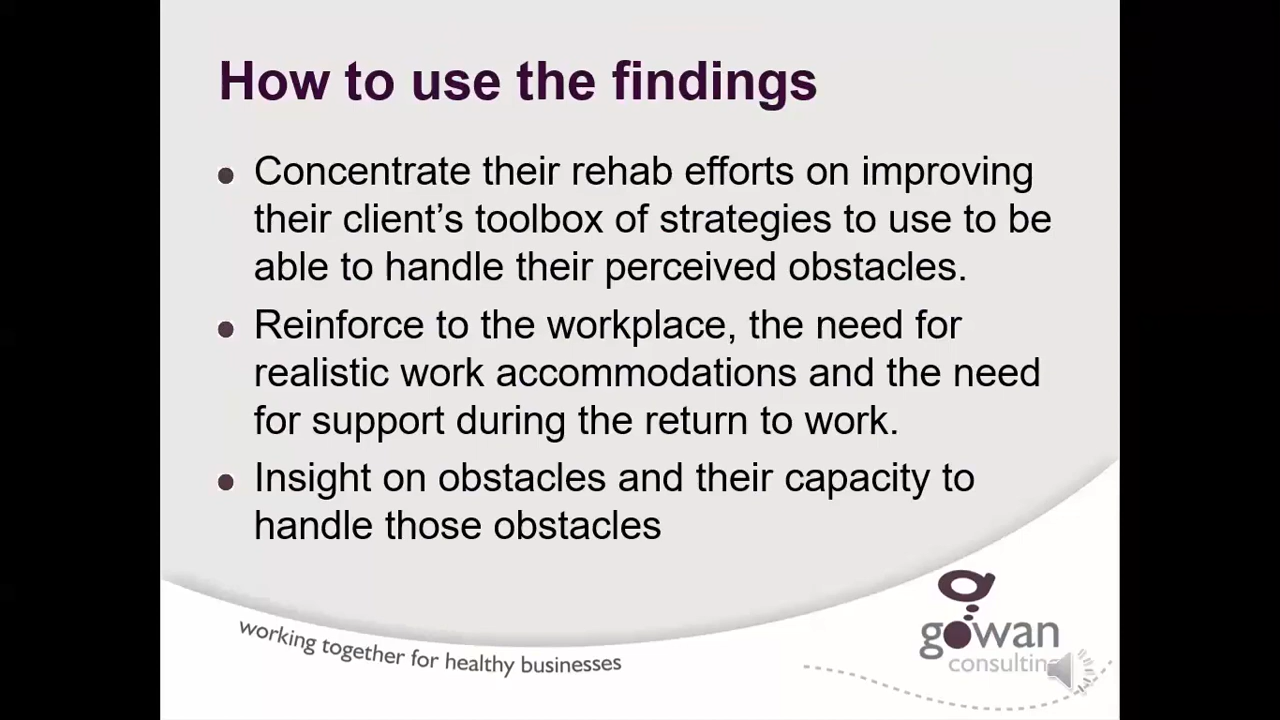 How to use the findings
Concentrate their rehab efforts on improving
their client’s toolbox of strategies to use to be
able to handle their perceived obstacles.
Reinforce to the workplace, the need for
realistic work accommodations and the need
for support during the return to work.
Insight on obstacles and their capacity to
handle those obstacles
working together for healthy businesses
gowan
consulting